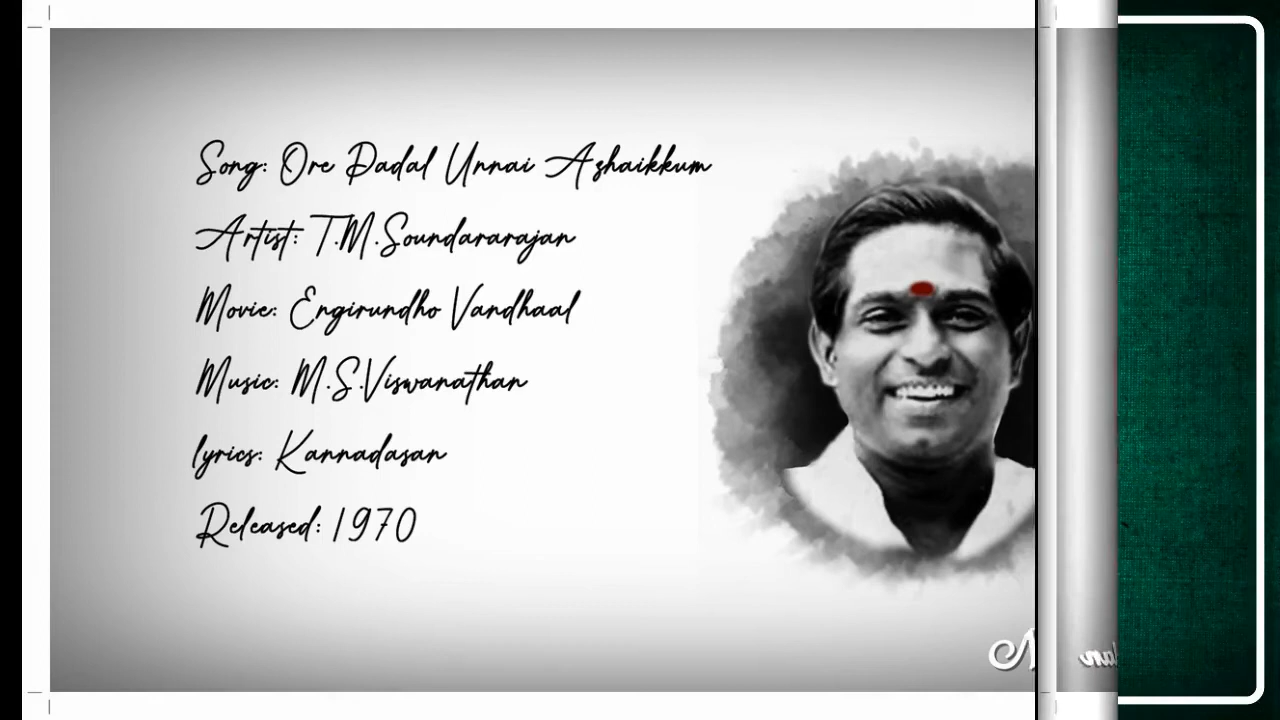 Song: Ore Padal Unnai Azhaikkum
Artist: T.M.Soundararajan
Movie: Engirundho Vandhaal
Music: M.S.Viswanathan
lyrics: Kannadasan
Released: 1970